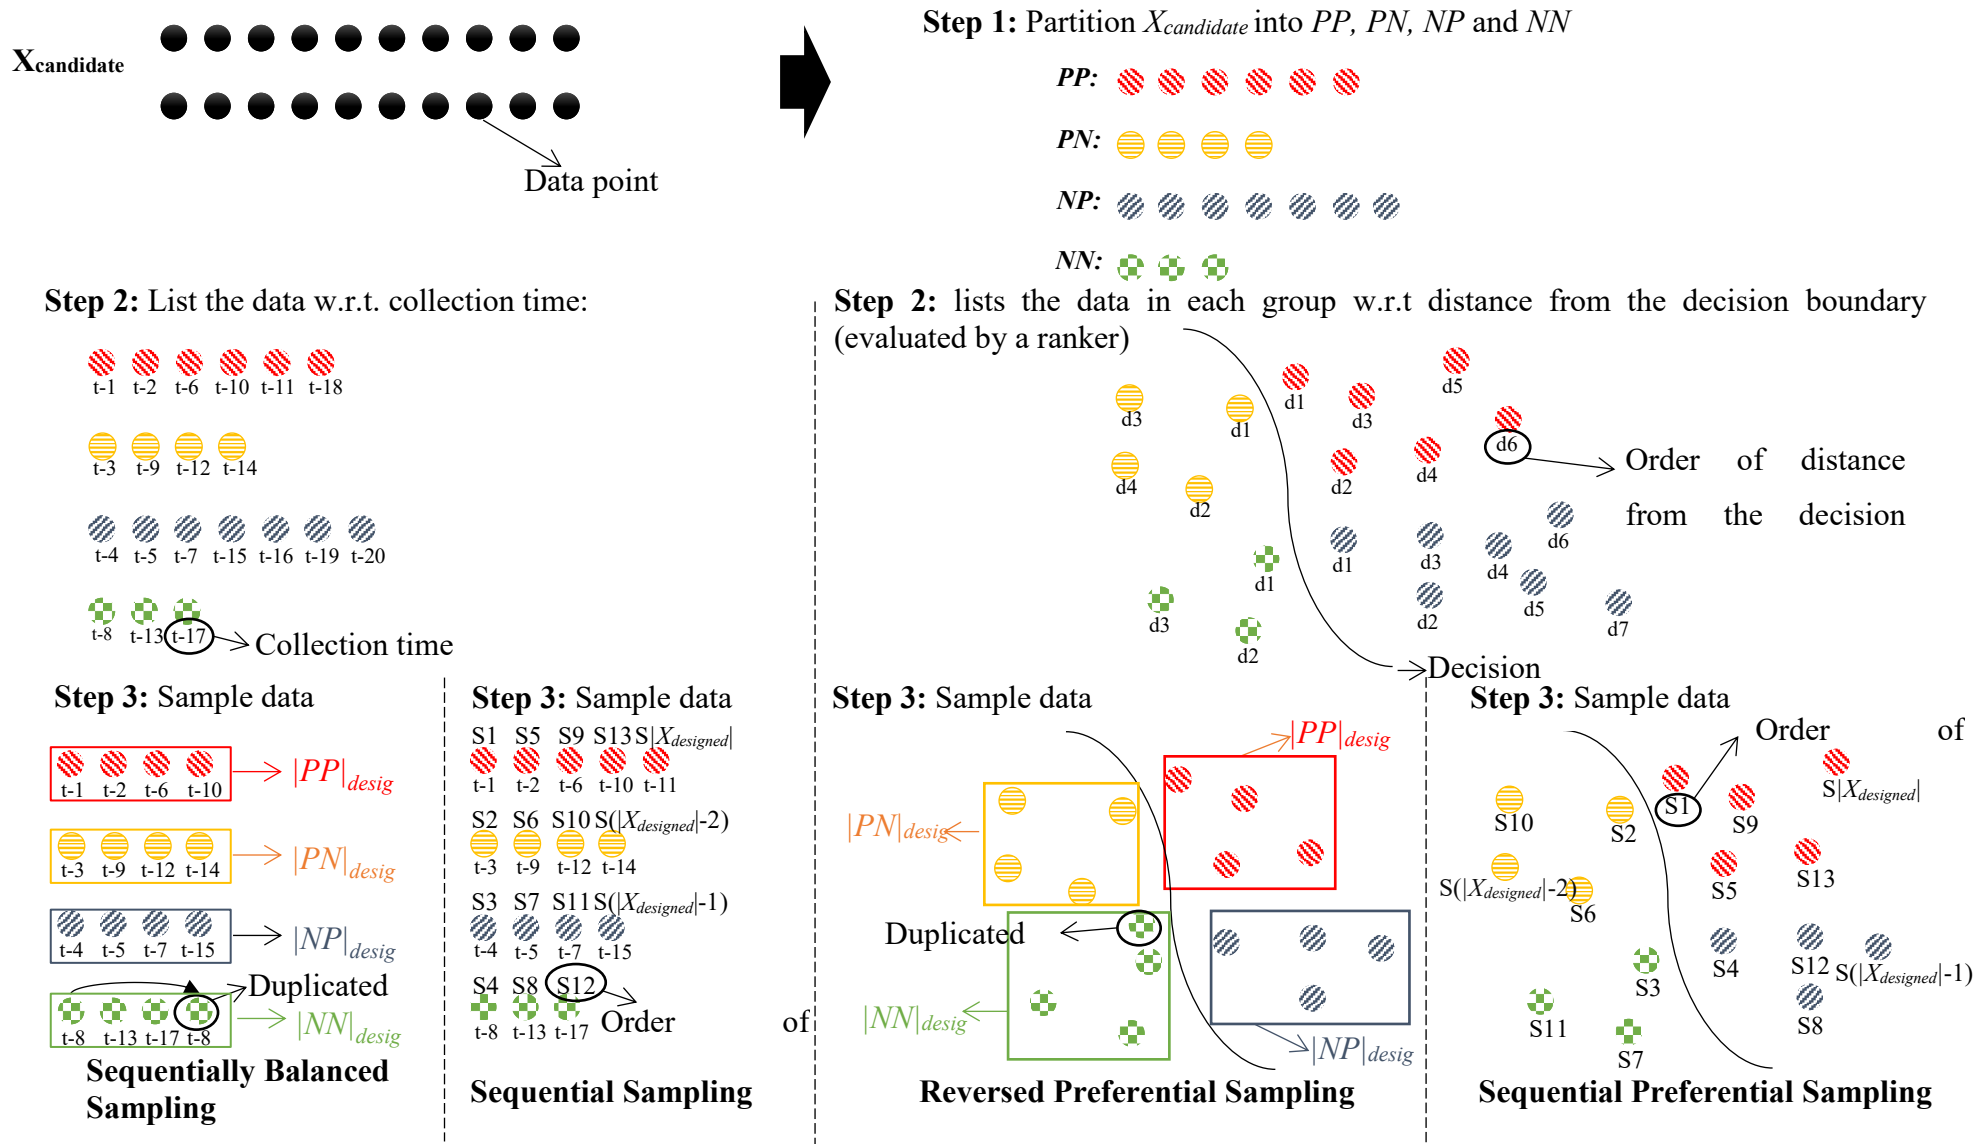 X_candidate
Data point
Step 1: Partition X_candidate into PP, PN, NP and NN
PP:
PN:
NP:
NN:
Step 2: List the data w.r.t. collection time:
t-1 t-2 t-6 t-10 t-11 t-18
t-3 t-9 t-12 t-14
t-4 t-5 t-7 t-15 t-16 t-19 t-20
t-8 t-13 t-17
Collection time
Step 2: lists the data in each group w.r.t distance from the decision boundary
(evaluated by a ranker)
d3 d1
d4 d2
d1 d3 d5
d6
d2 d4
d1 d3 d4 d6
d2 d5 d7
d1
d3
d2
Order of distance
from the decision
Decision
Step 3: Sample data
t-1 t-2 t-6 t-10
|PP|desig
t-3 t-9 t-12 t-14
|PN|desig
t-4 t-5 t-7 t-15
|NP|desig
Duplicated
t-8 t-13 t-17 t-8
|NN|desig
Sequentially Balanced
Sampling
Step 3: Sample data
S1 S5 S9 S13 S|X_designed|
t-1 t-2 t-6 t-10 t-11
S2 S6 S10 S(|X_designed|-2)
t-3 t-9 t-12 t-14
S3 S7 S11 S(|X_designed|-1)
t-4 t-5 t-7 t-15
S4 S8 S12
t-8 t-13 t-17
Order of
Sequential Sampling
Step 3: Sample data
|PP|desig
|PN|desig
Duplicated
|NN|desig
|NP|desig
Reversed Preferential Sampling
Step 3: Sample data
Order of
S10 S2 S1 S9 S|X_designed|
S(|X_designed|-2) S6 S5 S13
S3 S4 S12 S(|X_designed|-1)
S11 S7 S8
Sequential Preferential Sampling